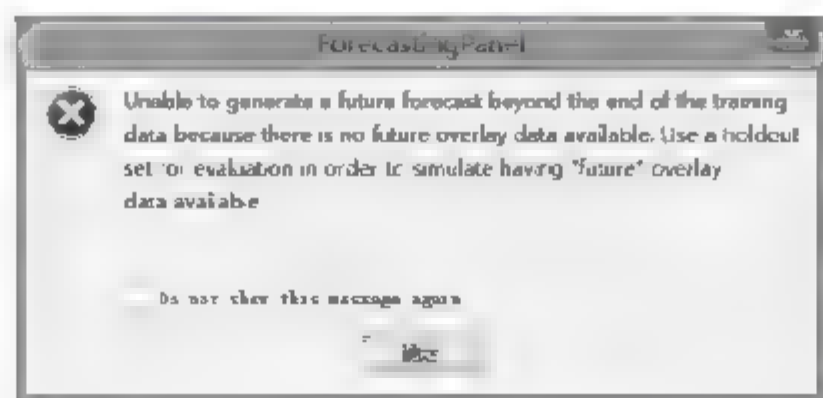 ForecastingPanel
Unable to generate a future forecast beyond the end of the training
data because there is no future overlay data available. Use a holdout
set for evaluation in order to simulate having "future" overlay
data available
Do not show this message again